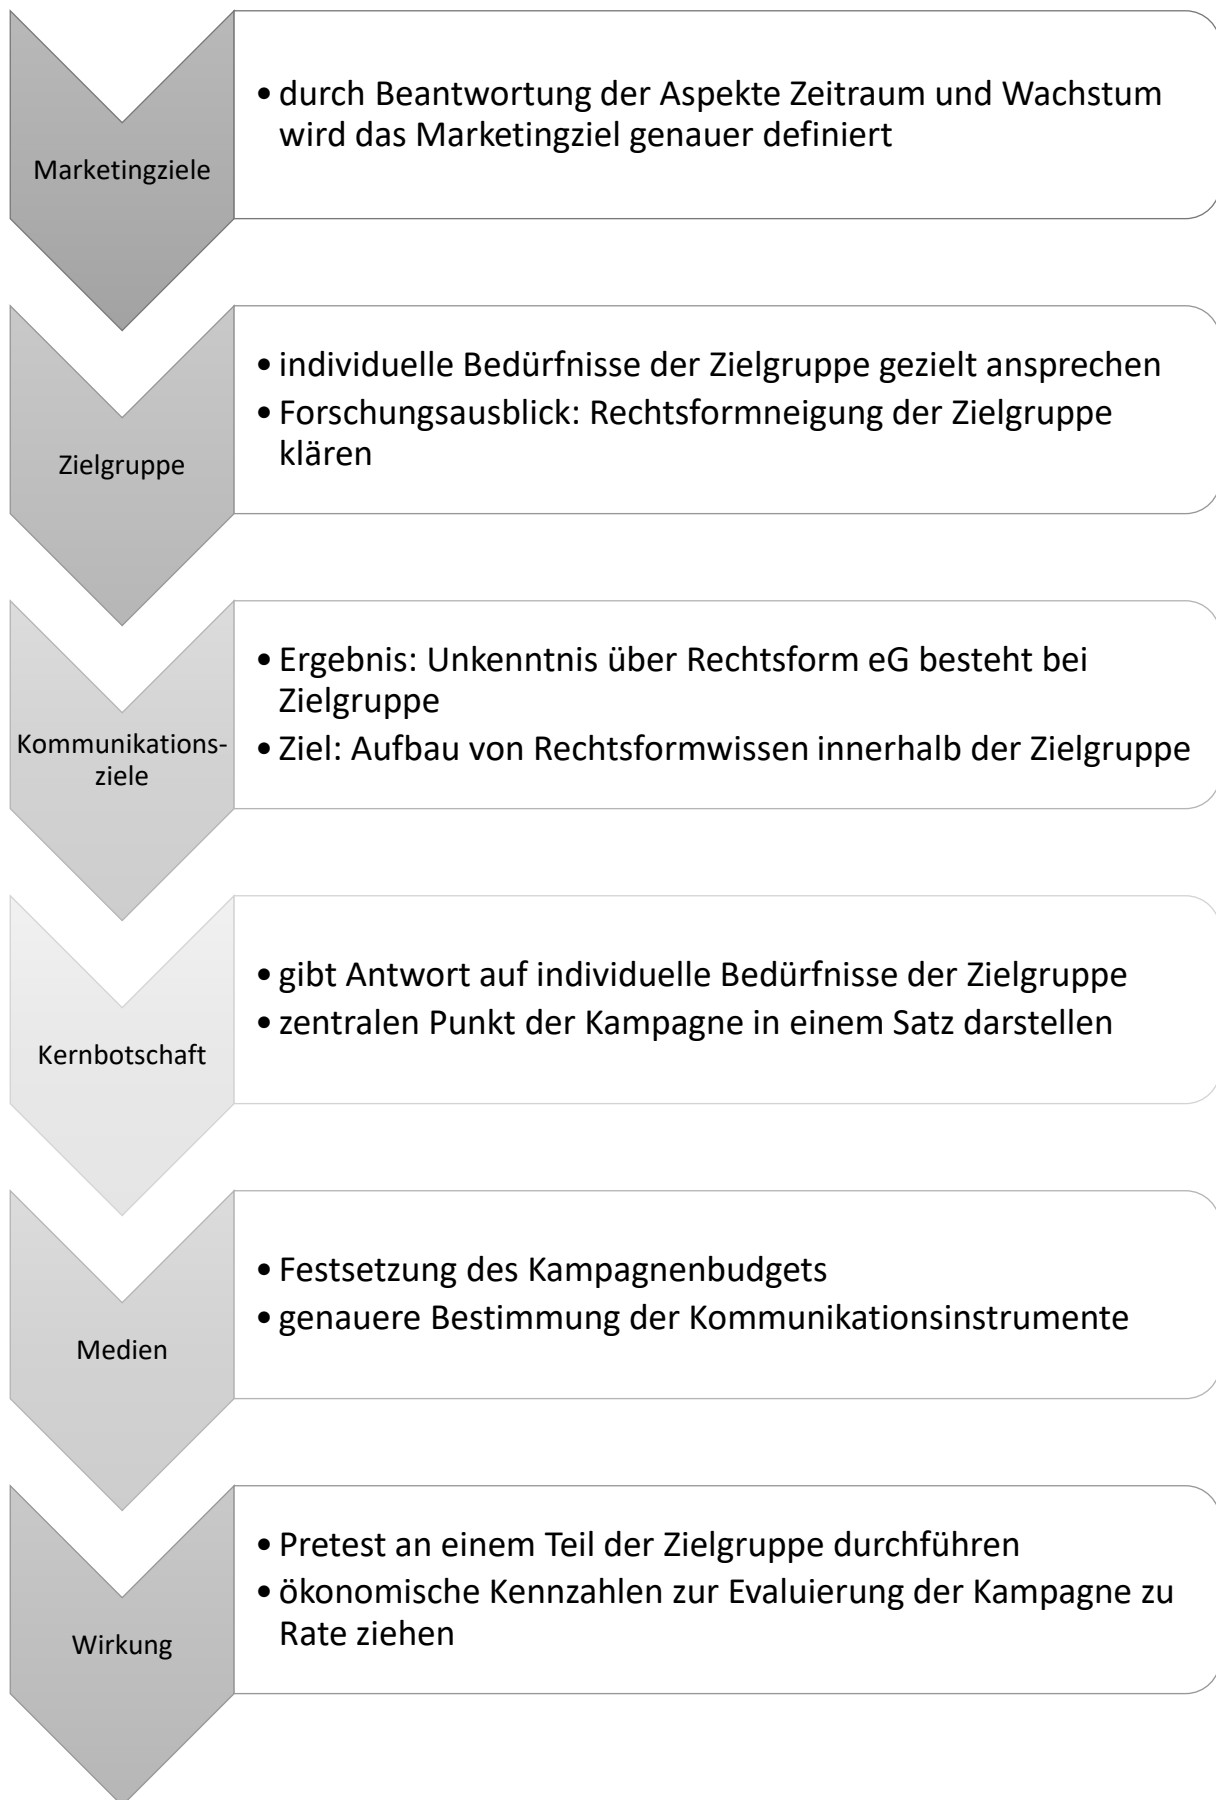 Marketingziele
• durch Beantwortung der Aspekte Zeitraum und Wachstum
wird das Marketingziel genauer definiert
Zielgruppe
• individuelle Bedürfnisse der Zielgruppe gezielt ansprechen
• Forschungsausblick: Rechtsformneigung der Zielgruppe
klären
Kommunikations-
ziele
• Ergebnis: Unkenntnis über Rechtsform eG besteht bei
Zielgruppe
• Ziel: Aufbau von Rechtsformwissen innerhalb der Zielgruppe
Kernbotschaft
• gibt Antwort auf individuelle Bedürfnisse der Zielgruppe
• zentralen Punkt der Kampagne in einem Satz darstellen
Medien
• Festsetzung des Kampagnenbudgets
• genauere Bestimmung der Kommunikationsinstrumente
Wirkung
• Pretest an einem Teil der Zielgruppe durchführen
• ökonomische Kennzahlen zur Evaluierung der Kampagne zu
Rate ziehen